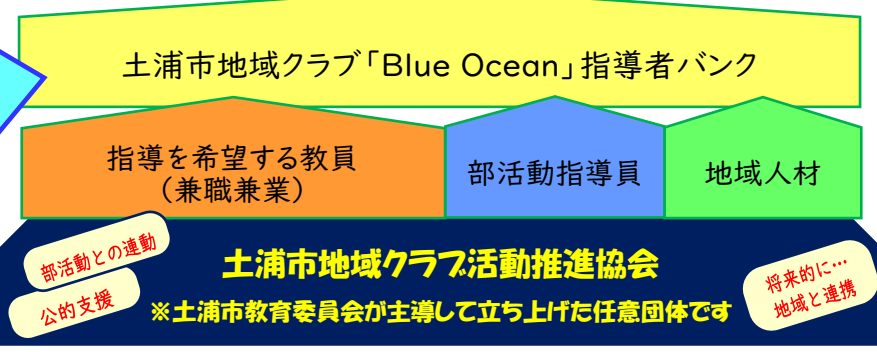 土浦市地域クラブ「Blue Ocean」指導者バンク
指導を希望する教員
(兼職兼業)
部活動指導員
地域人材
部活動との連動
公的支援
土浦市地域クラブ活動推進協会
※土浦市教育委員会が主導して立ち上げた任意団体です
将来的に…
地域と連携